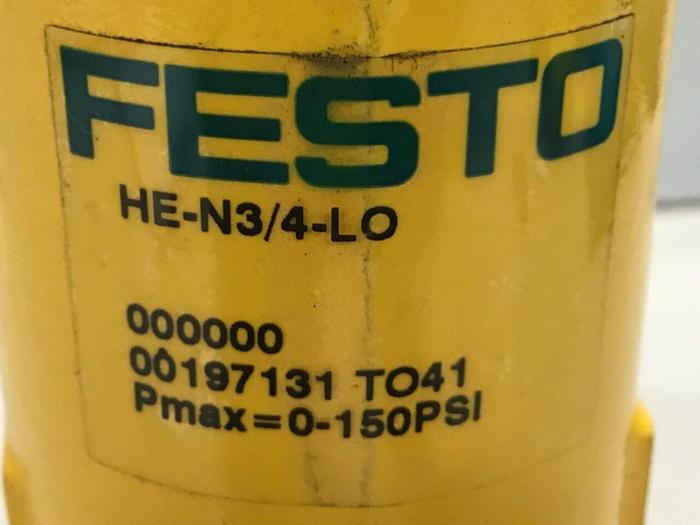 FESTO
HE-N3/4-LO
000000
00197131 TO41
Pmax=0-150PSI